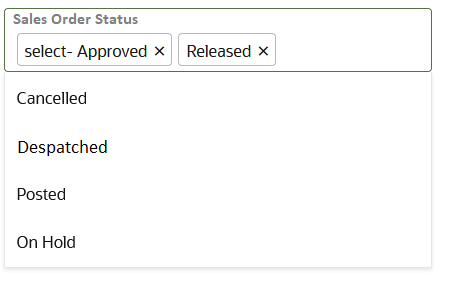 Sales Order Status
select- Approved × Released ×
Cancelled
Despatched
Posted
On Hold